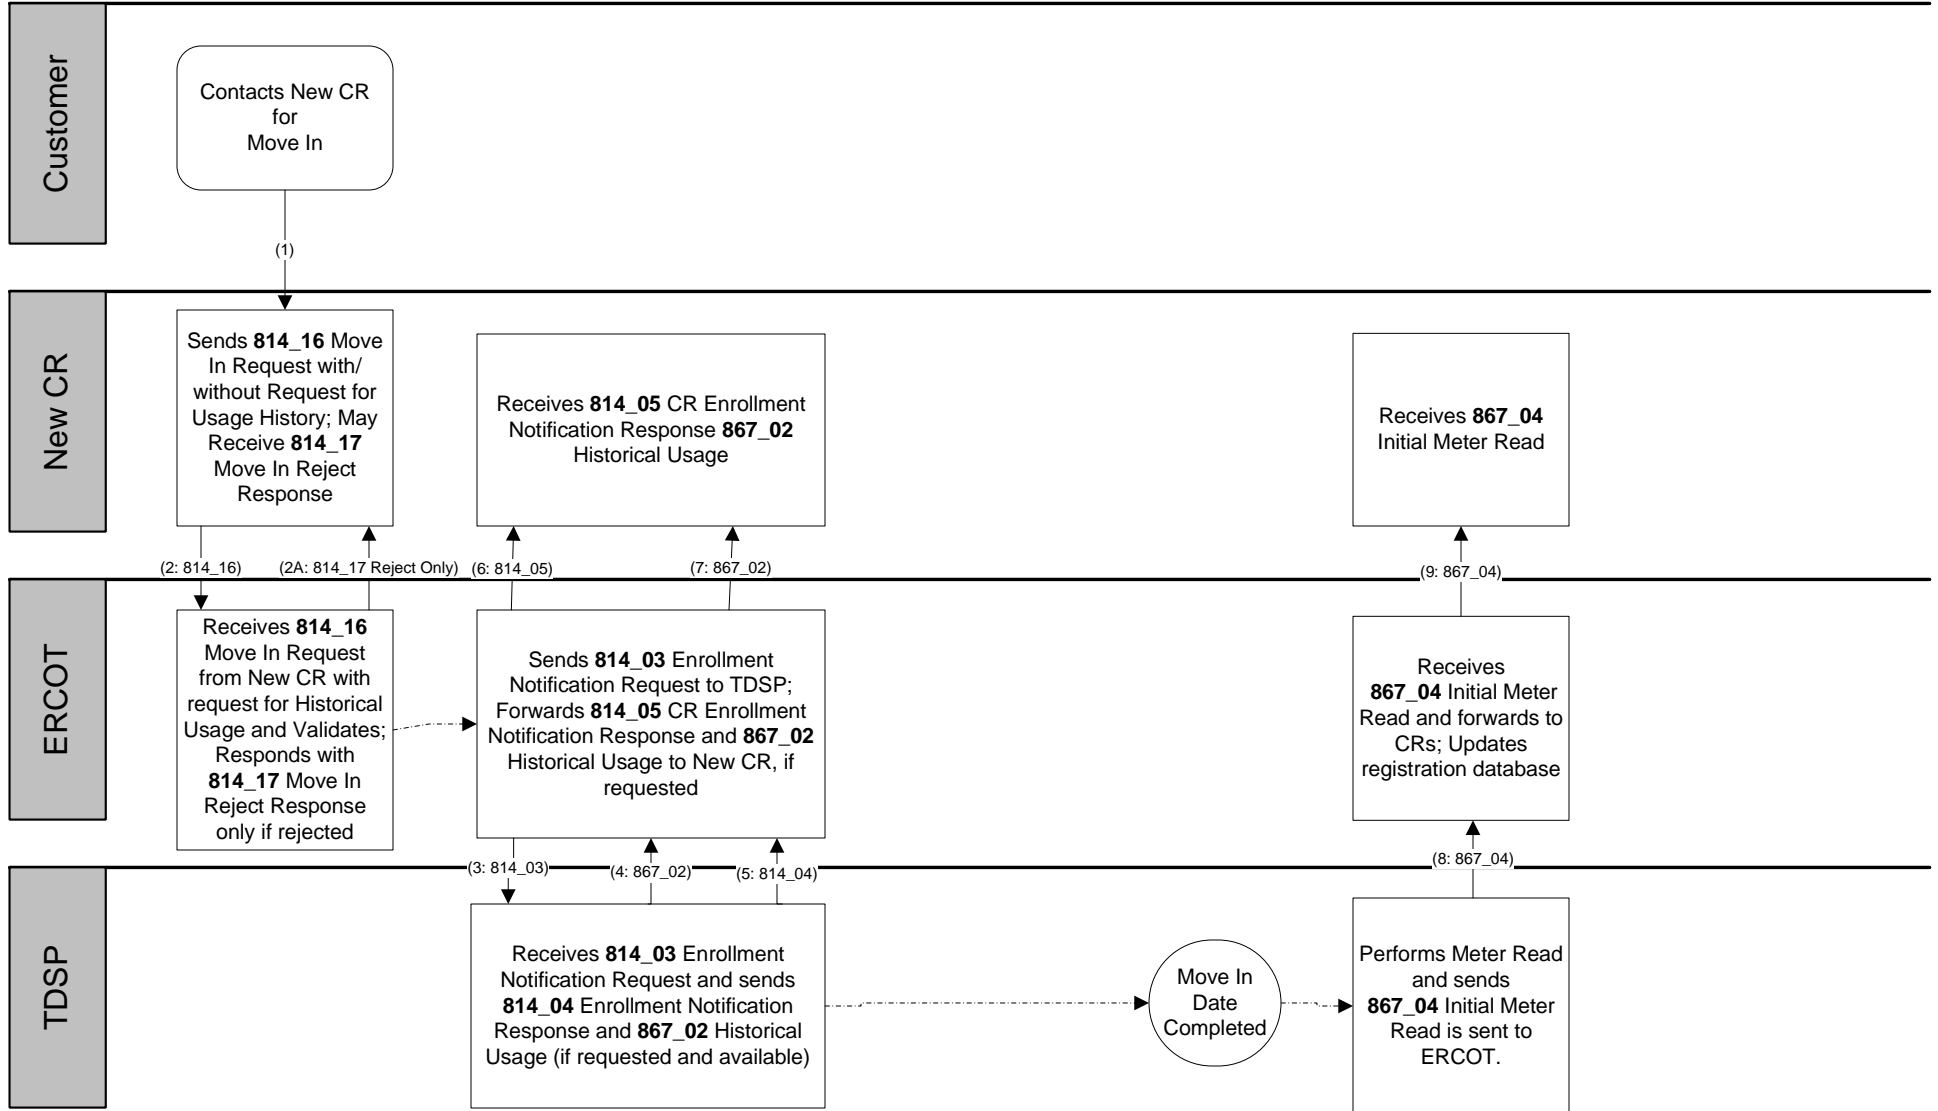 Customer
Contacts New CR
for
Move In
(1)
New CR
Sends 814_16 Move
In Request with/
without Request for
Usage History; May
Receive 814_17
Move In Reject
Response
Receives 814_05 CR Enrollment
Notification Response 867_02
Historical Usage
Receives 867_04
Initial Meter Read
(2: 814_16)
(2A: 814_17 Reject Only)
(6: 814_05)
(7: 867_02)
(9: 867_04)
ERCOT
Receives 814_16
Move In Request
from New CR with
request for Historical
Usage and Validates;
Responds with
814_17 Move In
Reject Response
only if rejected
Sends 814_03 Enrollment
Notification Request to TDSP;
Forwards 814_05 CR Enrollment
Notification Response and 867_02
Historical Usage to New CR, if
requested
Receives
867_04 Initial Meter
Read and forwards to
CRs; Updates
registration database
(3: 814_03)
(4: 867_02)
(5: 814_04)
(8: 867_04)
TDSP
Receives 814_03 Enrollment
Notification Request and sends
814_04 Enrollment Notification
Response and 867_02 Historical
Usage (if requested and available)
Move In
Date
Completed
Performs Meter Read
and sends
867_04 Initial Meter
Read is sent to
ERCOT.